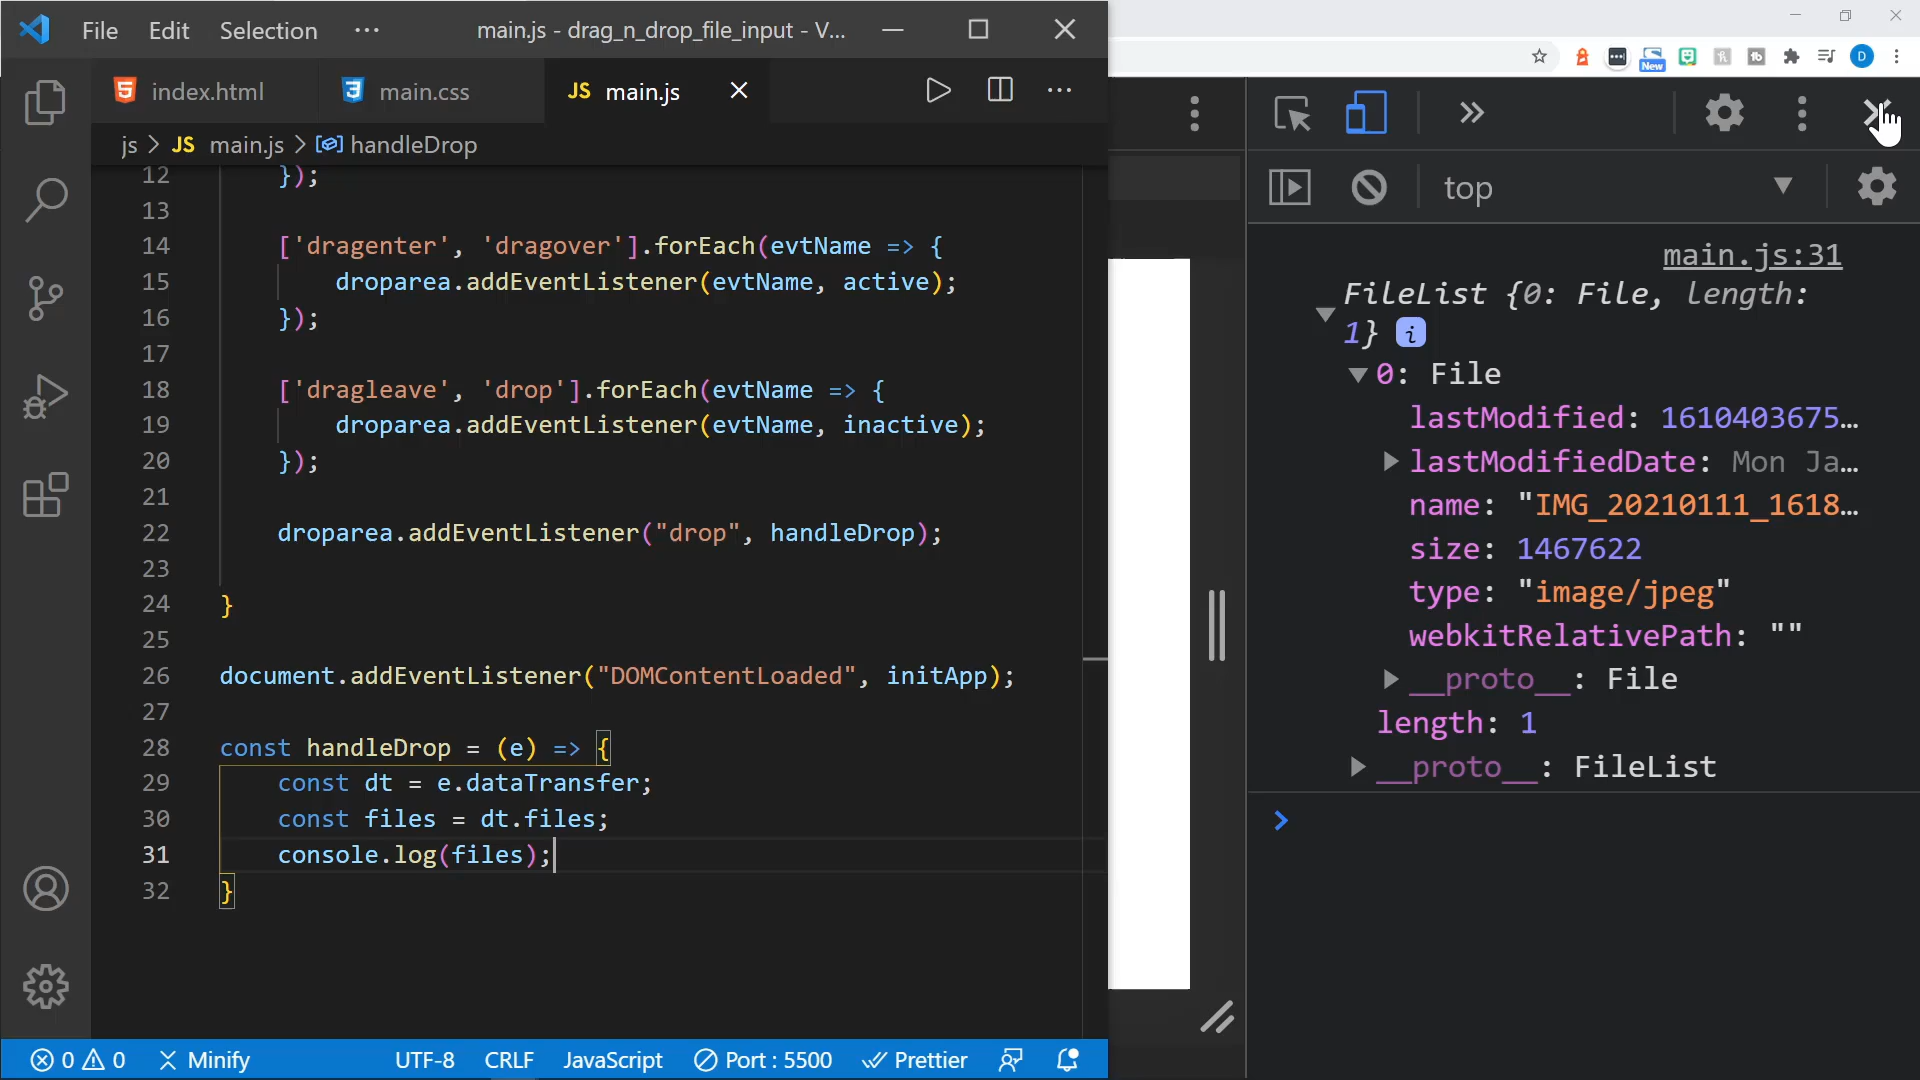 File Edit Selection ··· main.js - drag_n_drop_file_input - V...
index.html main.css JS main.js
js > JS main.js > handleDrop
12 });
13
14 ['dragenter', 'dragover'].forEach(evtName => {
15 droparea.addEventListener(evtName, active);
16 });
17
18 ['dragleave', 'drop'].forEach(evtName => {
19 droparea.addEventListener(evtName, inactive);
20 });
21
22 droparea.addEventListener("drop", handleDrop);
23
24 }
25
26 document.addEventListener("DOMContentLoaded", initApp);
27
28 const handleDrop = (e) => {
29 const dt = e.dataTransfer;
30 const files = dt.files;
31 console.log(files);
32 }
0 0 Minify UTF-8 CRLF JavaScript Port : 5500 Prettier
New D
top
main.js:31
FileList {0: File, length:
1} i
0: File
lastModified: 1610403675…
lastModifiedDate: Mon Ja…
name: "IMG_20210111_1618…
size: 1467622
type: "image/jpeg"
webkitRelativePath: ""
__proto__: File
length: 1
__proto__: FileList